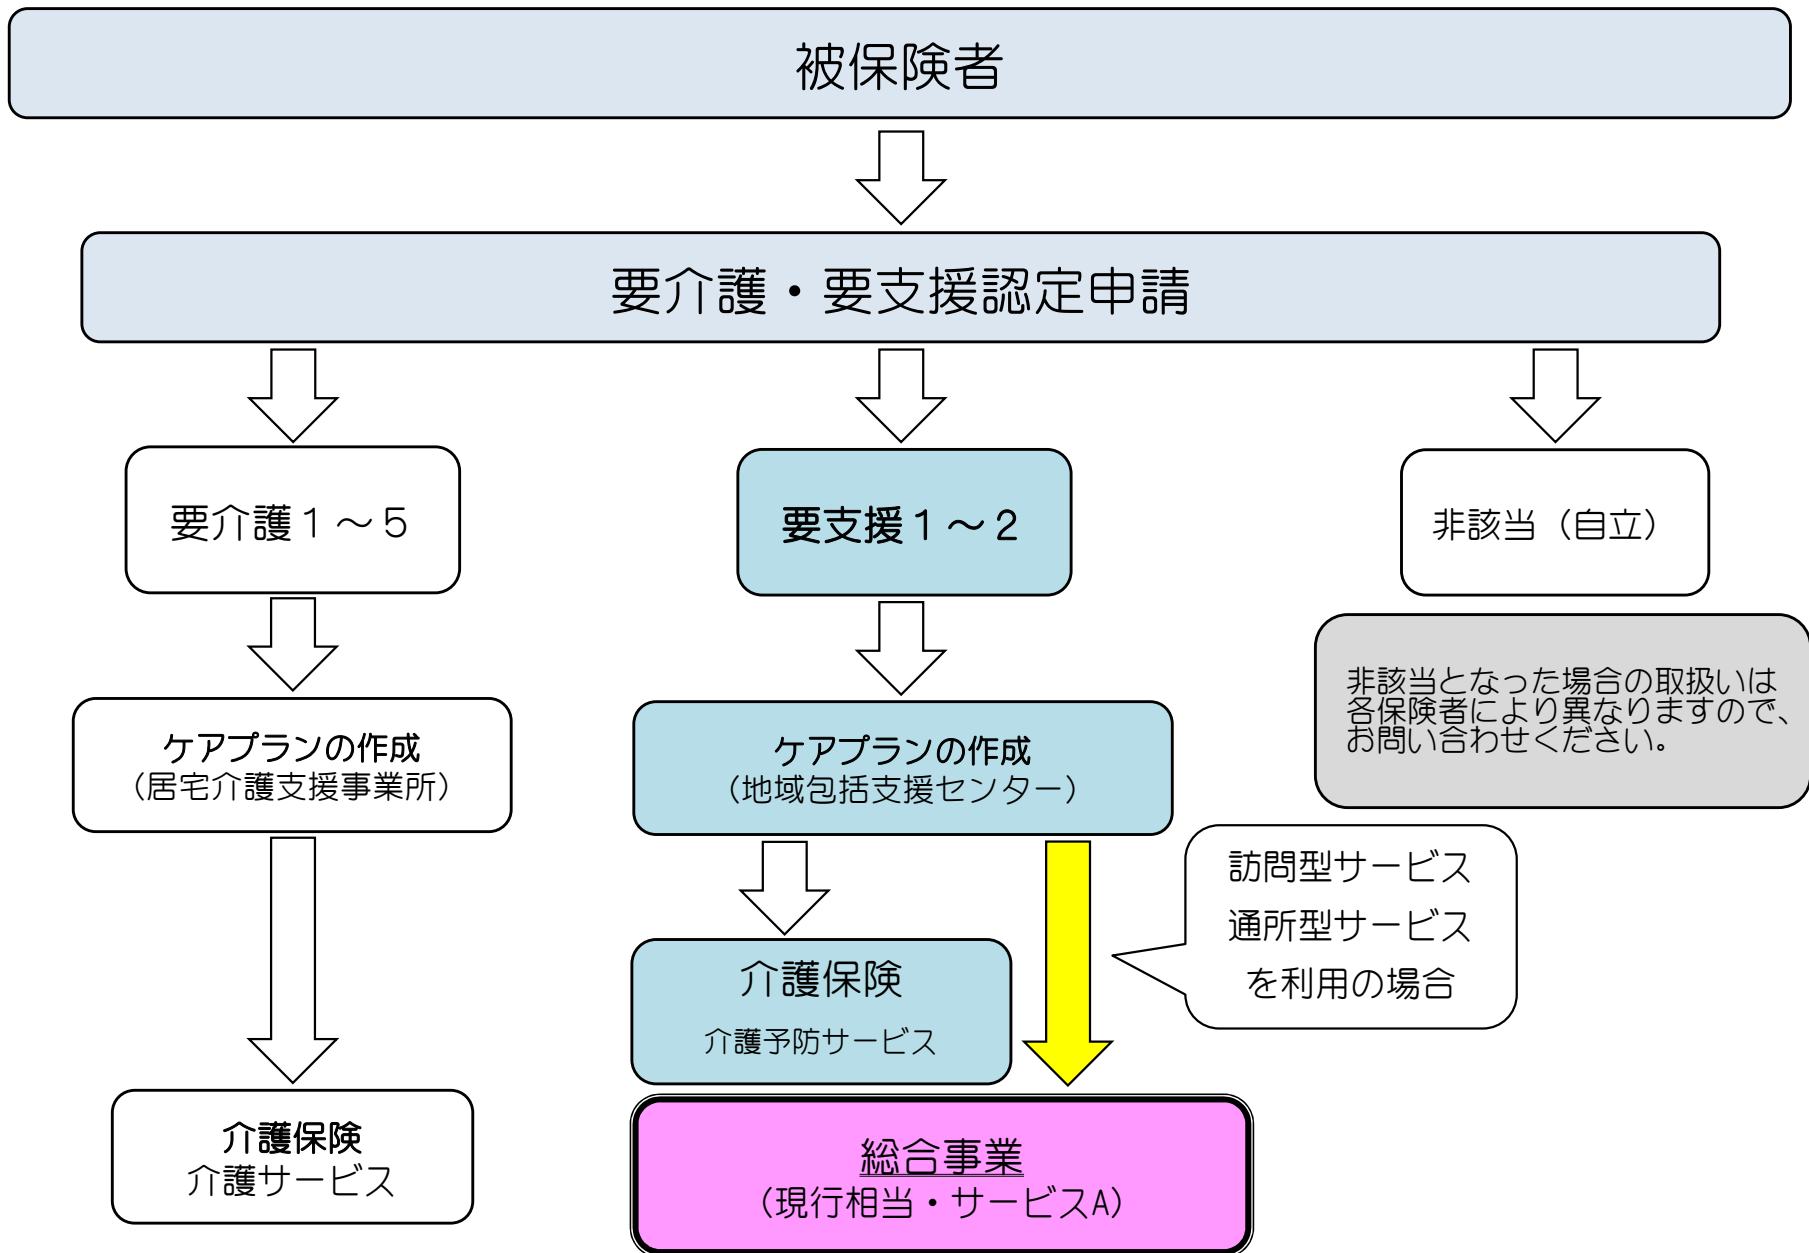 被保険者
要介護・要支援認定申請
要介護１～５
要支援１～２
非該当（自立）
非該当となった場合の取扱いは
各保険者により異なりますので、
お問い合わせください。
ケアプランの作成
（居宅介護支援事業所）
ケアプランの作成
（地域包括支援センター）
訪問型サービス
通所型サービス
を利用の場合
介護保険
介護予防サービス
介護保険
介護サービス
総合事業
（現行相当・サービスA）